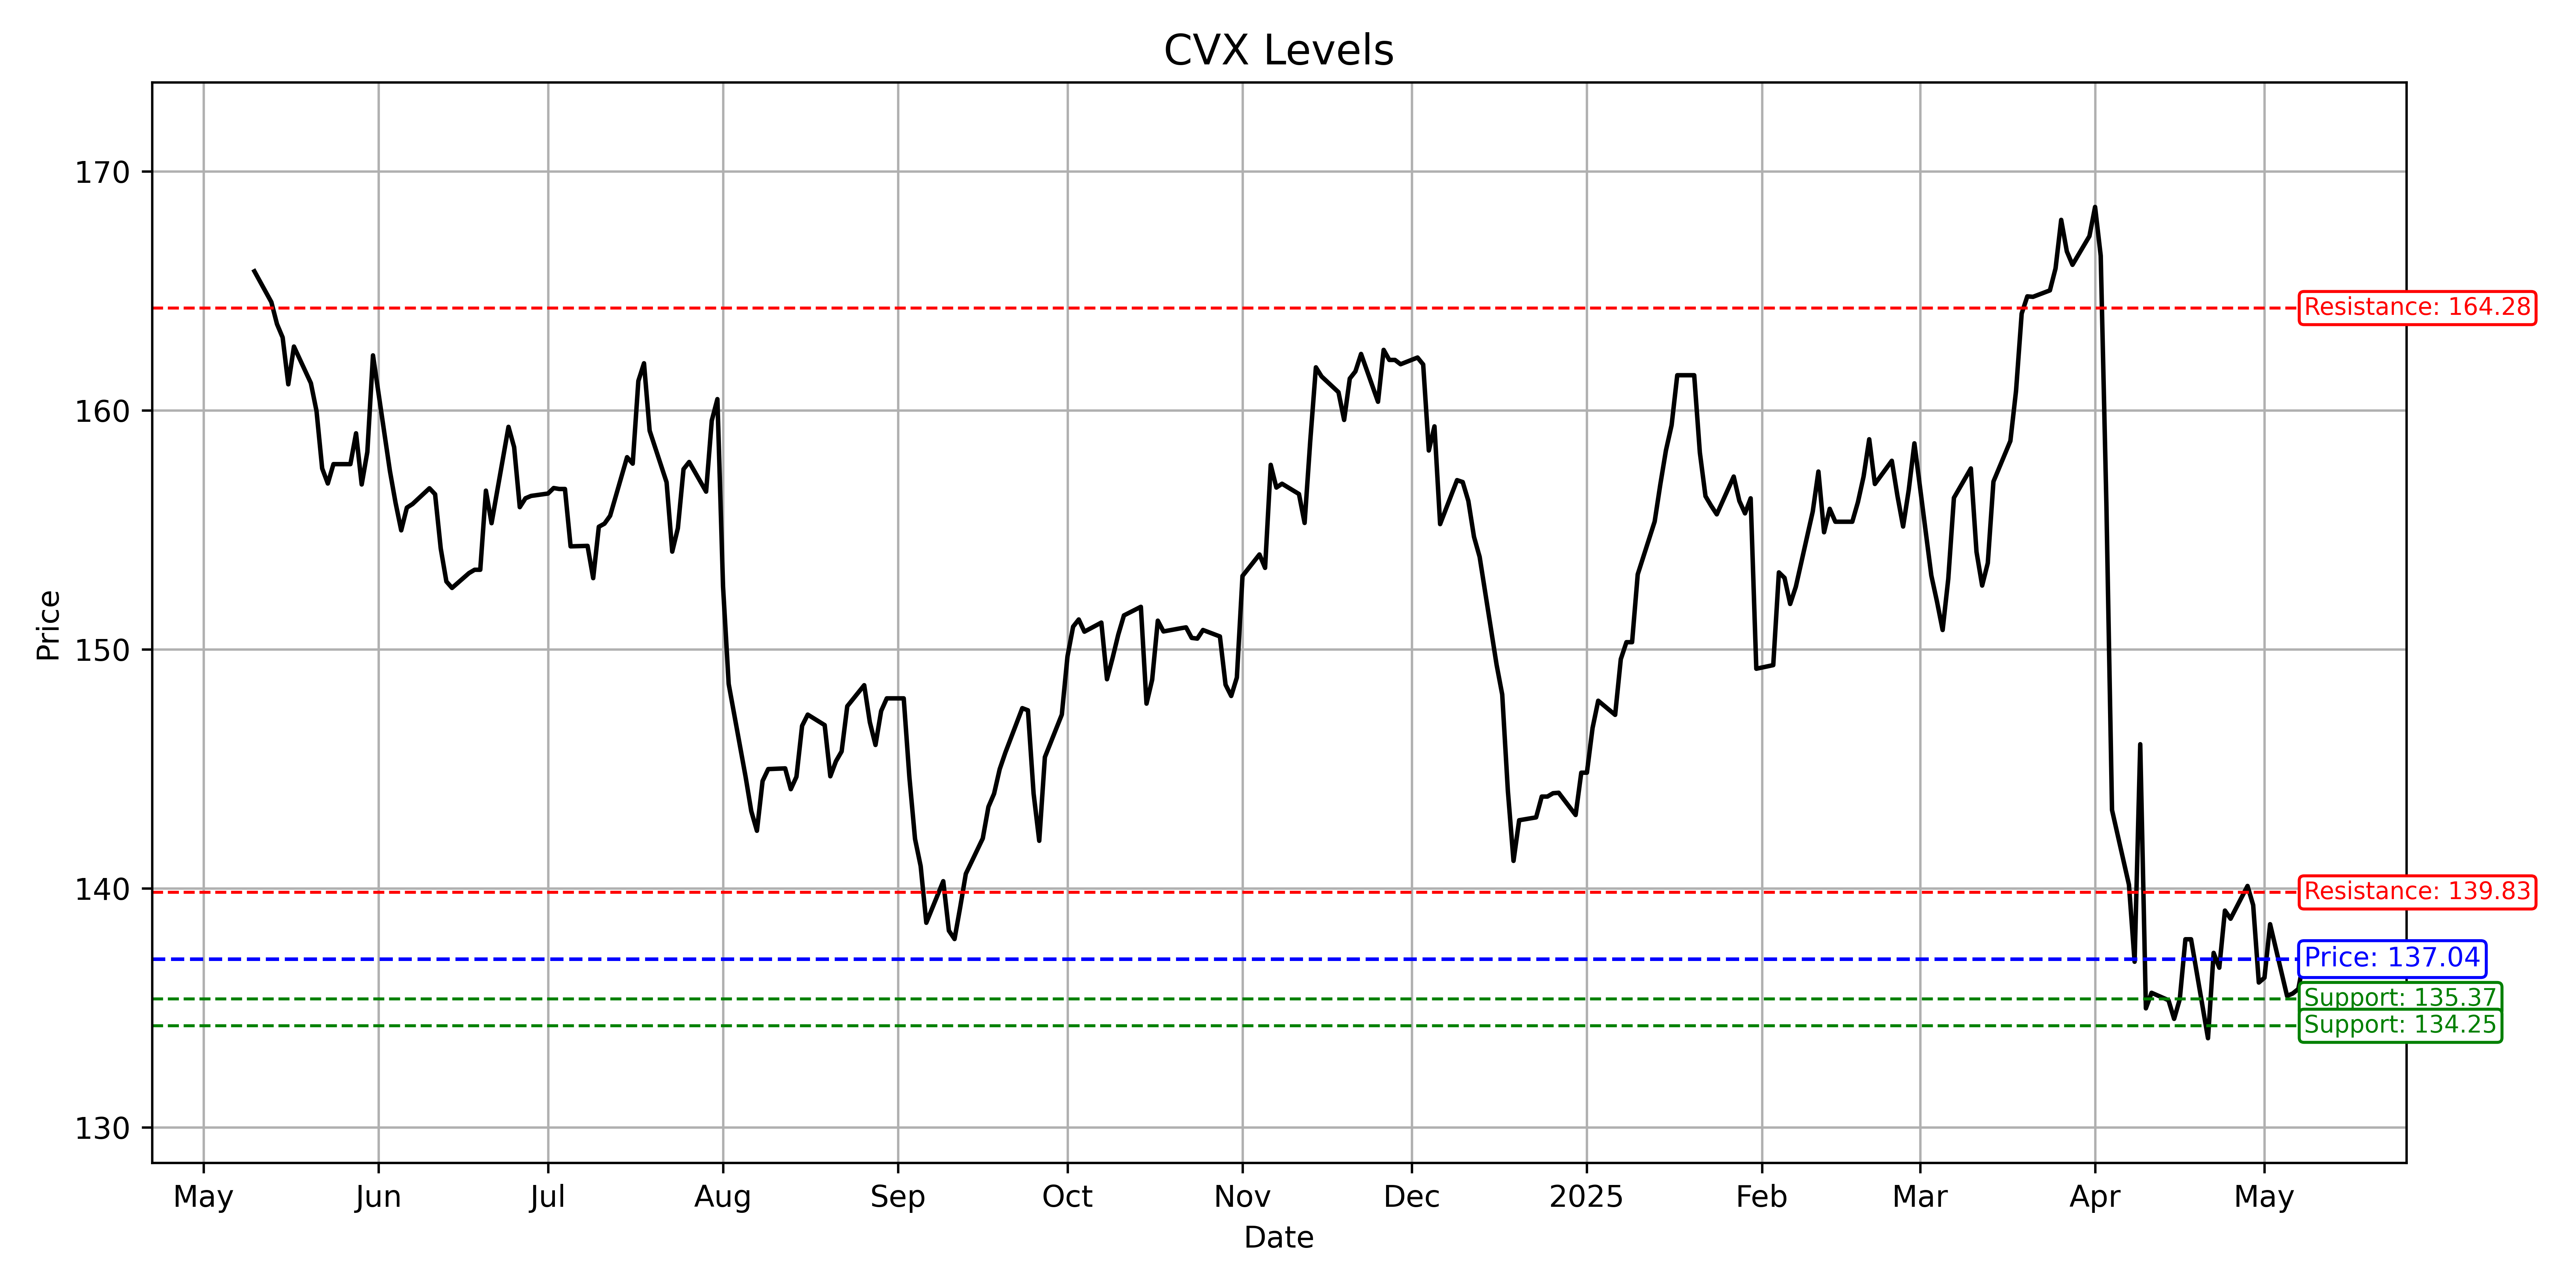 CVX Levels
Price
170
160
150
140
130
Resistance: 164.28
Resistance: 139.83
Price: 137.04
Support: 135.37
Support: 134.25
May Jun Jul Aug Sep Oct Nov Dec 2025 Feb Mar Apr May
Date